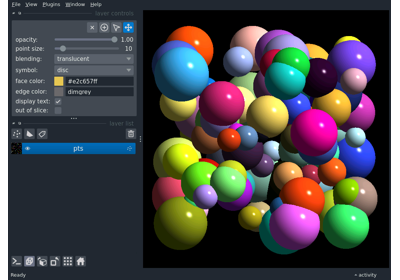 File View Plugins Window Help
layer controls
opacity: 1.00
point size: 10
blending: translucent
symbol: disc
face color: #e2c657ff
edge color: dimgrey
display text: ✓
out of slice:
layer list
pts
Ready
activity